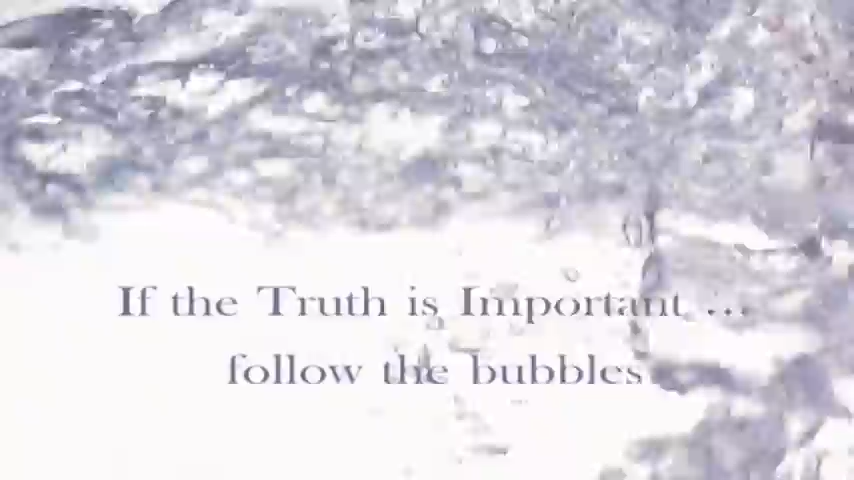 If the Truth is Important ...
follow the bubbles